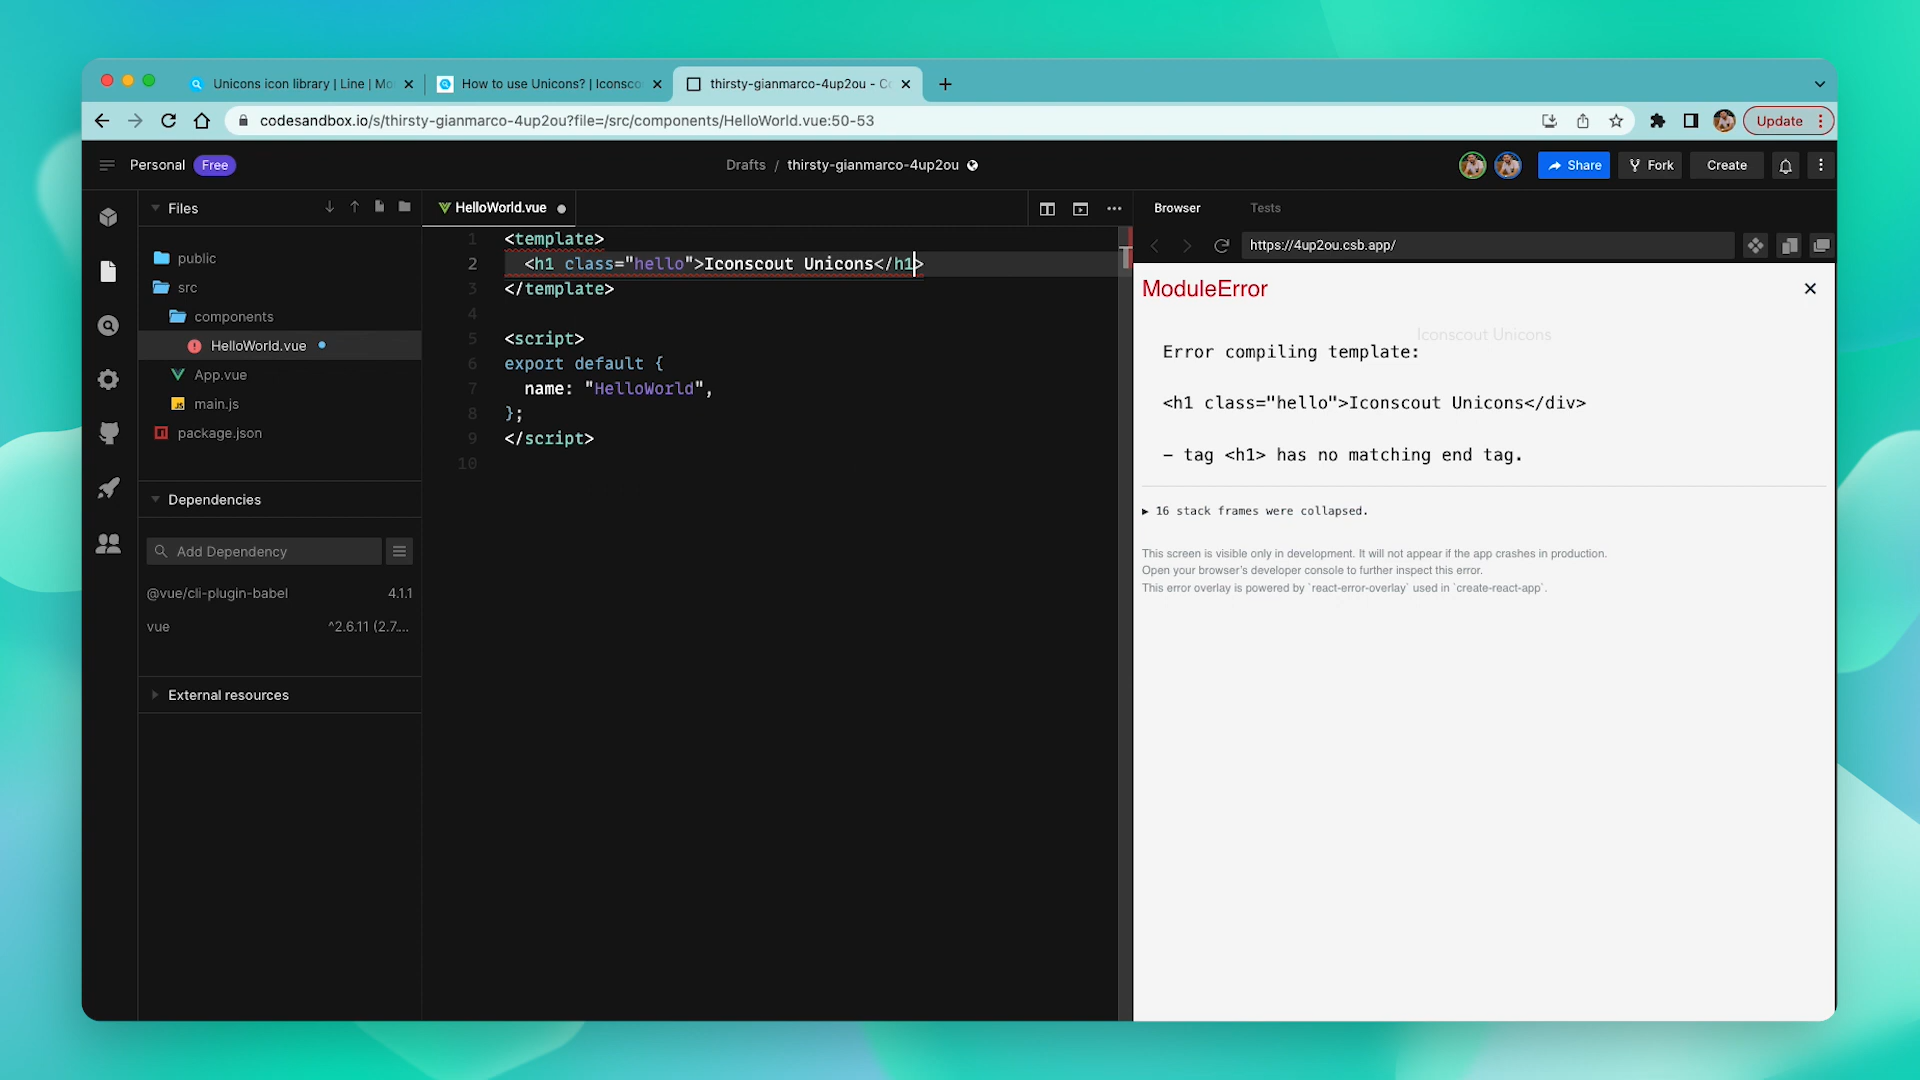 Unicons icon library | Line | Mo
How to use Unicons? | Iconsco
thirsty-gianmarco-4up2ou - Co
codesandbox.io/s/thirsty-gianmarco-4up2ou?file=/src/components/HelloWorld.vue:50-53
Update
Personal
Free
Drafts / thirsty-gianmarco-4up2ou
Share
Fork
Create
Files
public
src
components
HelloWorld.vue
App.vue
JS main.js
package.json
Dependencies
Add Dependency
@vue/cli-plugin-babel 4.1.1
vue ^2.6.11 (2.7....
External resources
HelloWorld.vue
1 <template>
2 <h1 class="hello">Iconscout Unicons</h1>
3 </template>
4
5 <script>
6 export default {
7 name: "HelloWorld",
8 };
9 </script>
10
Browser
Tests
https://4up2ou.csb.app/
ModuleError
Iconscout Unicons
Error compiling template:
<h1 class="hello">Iconscout Unicons</div>
- tag <h1> has no matching end tag.
▶ 16 stack frames were collapsed.
This screen is visible only in development. It will not appear if the app crashes in production.
Open your browser's developer console to further inspect this error.
This error overlay is powered by `react-error-overlay` used in `create-react-app`.